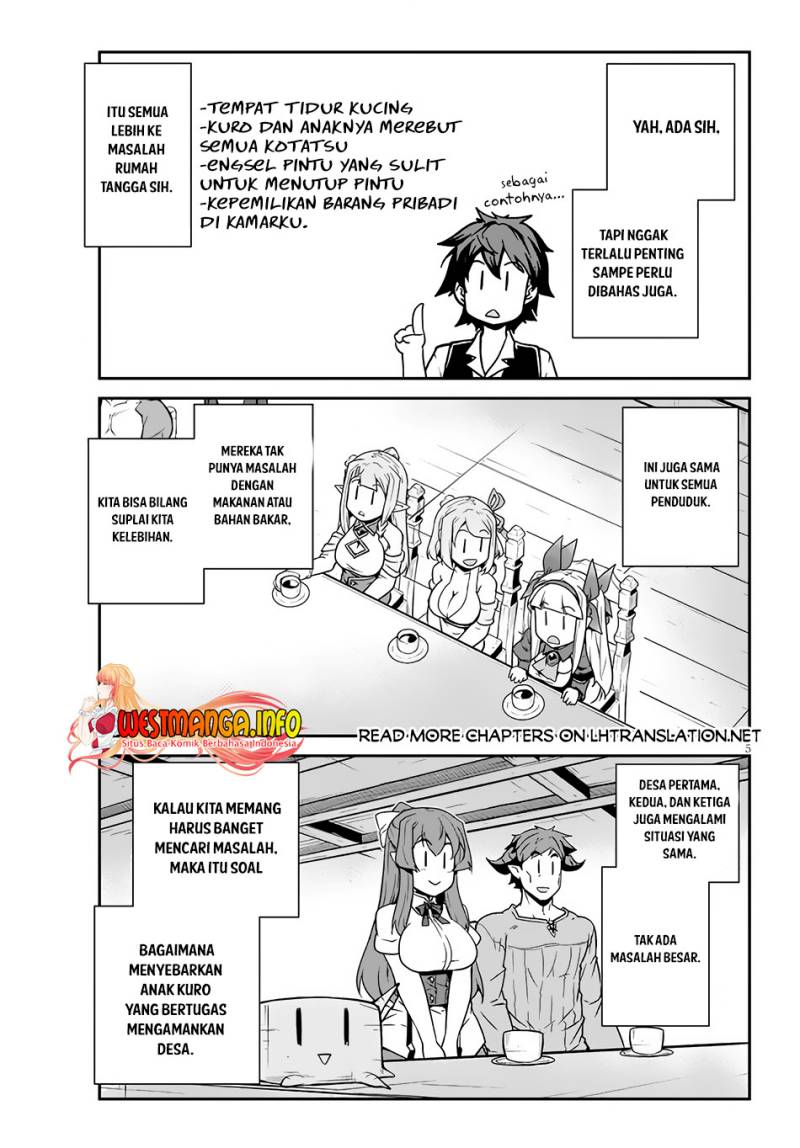 YAH, ADA SIH.
TAPI NGGAK
TERLALU PENTING
SAMPE PERLU
DIBAHAS JUGA.
sebagai
contohnya...
-TEMPAT TIDUR KUCING
-KURO DAN ANAKNYA MEREBUT
SEMUA KOTATSU
-ENGSEL PINTU YANG SULIT
UNTUK MENUTUP PINTU
-KEPEMILIKAN BARANG PRIBADI
DI KAMARKU.
ITU SEMUA
LEBIH KE
MASALAH
RUMAH
TANGGA SIH.
INI JUGA SAMA
UNTUK SEMUA
PENDUDUK.
MEREKA TAK
PUNYA MASALAH
DENGAN
MAKANAN ATAU
BAHAN BAKAR,
KITA BISA BILANG
SUPLAI KITA
KELEBIHAN.
WESTMANGA.INFO
Situs Baca Komik Berbahasa Indonesia
READ MORE CHAPTERS ON LHTRANSLATION.NET
5
DESA PERTAMA,
KEDUA, DAN KETIGA
JUGA MENGALAMI
SITUASI YANG
SAMA.
TAK ADA
MASALAH BESAR.
KALAU KITA MEMANG
HARUS BANGET
MENCARI MASALAH,
MAKA ITU SOAL
BAGAIMANA
MENYEBARKAN
ANAK KURO
YANG BERTUGAS
MENGAMANKAN
DESA.